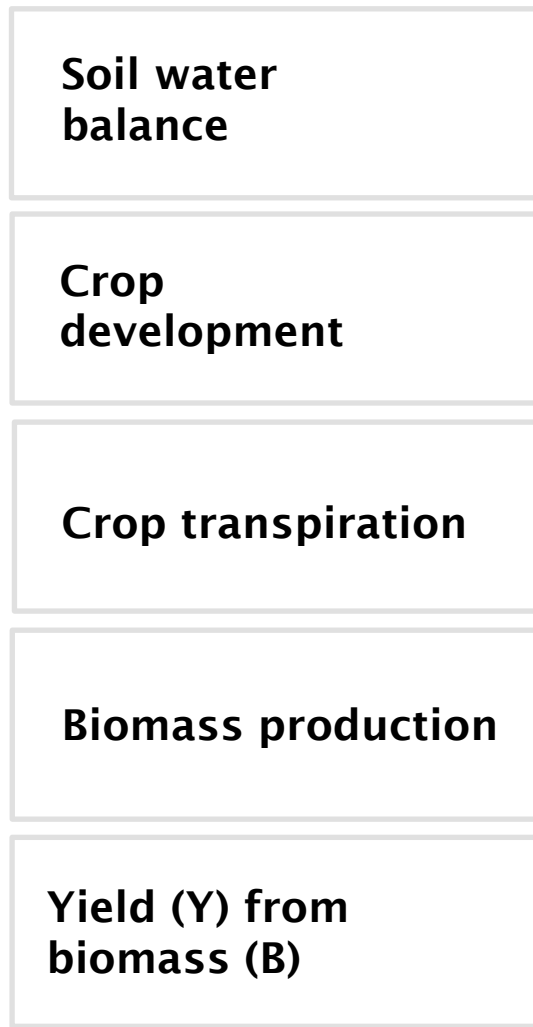 Soil water
balance
Crop
development
Crop transpiration
Biomass production
Yield (Y) from
biomass (B)